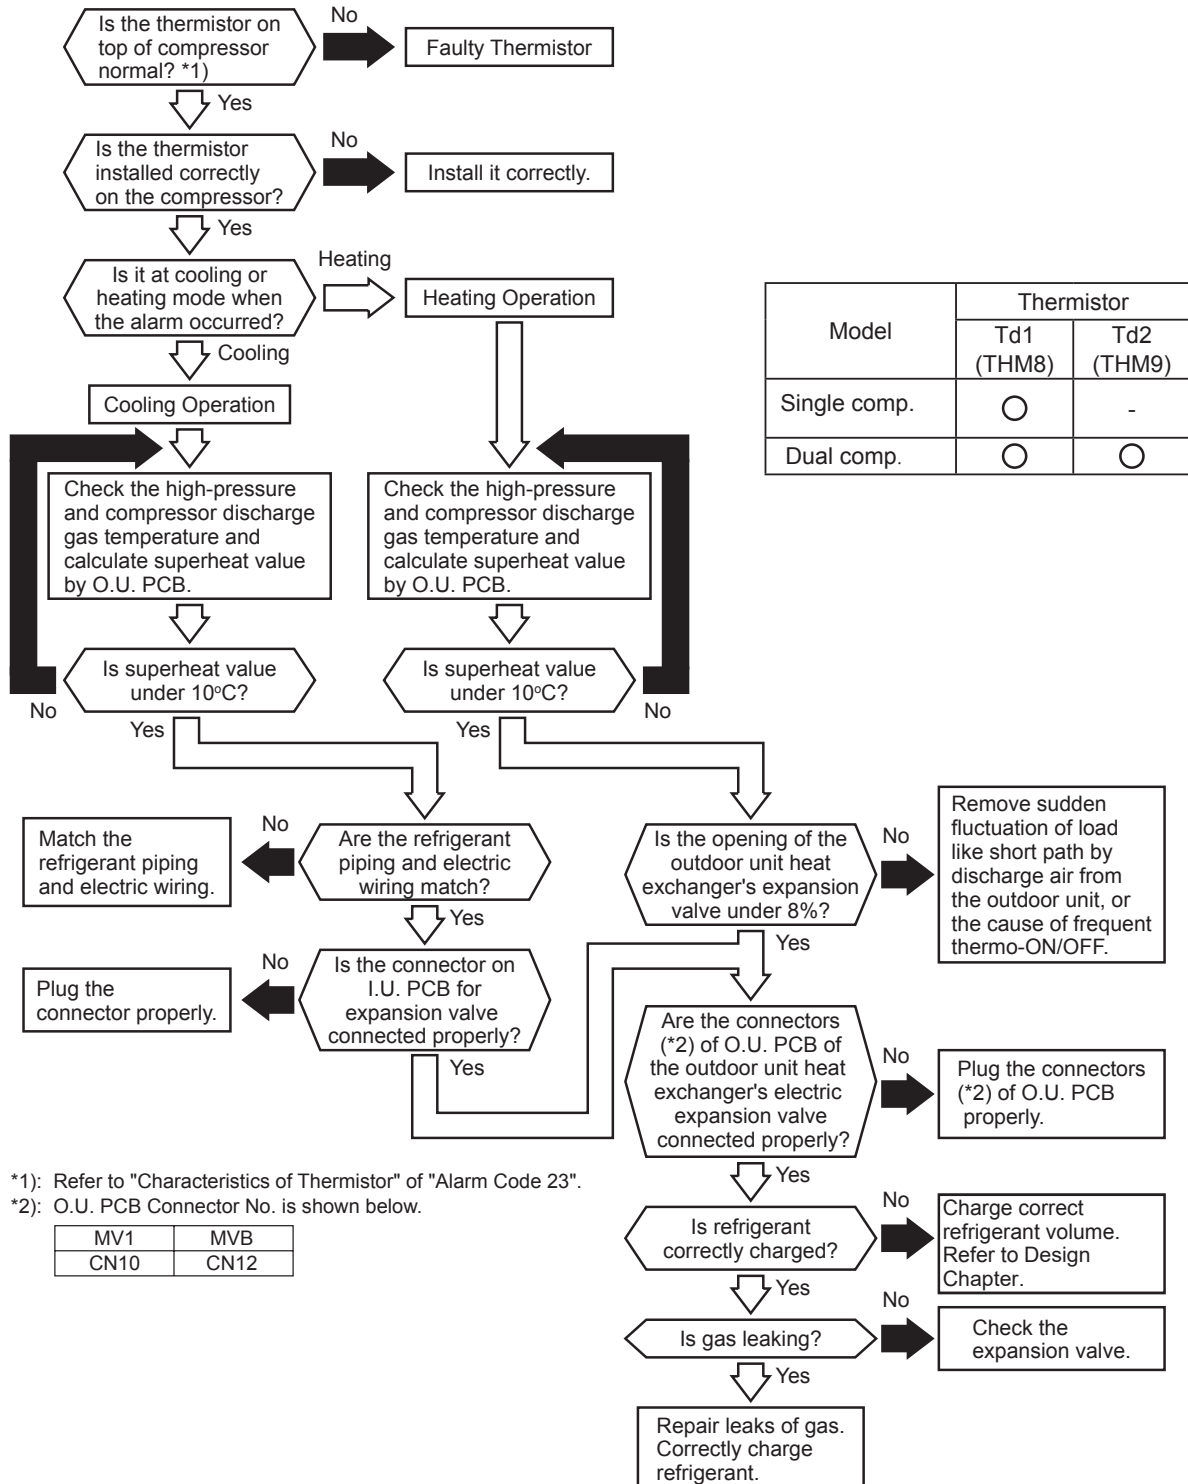 Is the thermistor on
top of compressor
normal? *1)
No
Faulty Thermistor
Yes
Is the thermistor
installed correctly
on the compressor?
No
Install it correctly.
Yes
Is it at cooling or
heating mode when
the alarm occurred?
Heating
Heating Operation
Cooling
Cooling Operation
Model
Thermistor
Td1
(THM8)
Td2
(THM9)
Single comp.
○
-
Dual comp.
○
○
Check the high-pressure
and compressor discharge
gas temperature and
calculate superheat value
by O.U. PCB.
Check the high-pressure
and compressor discharge
gas temperature and
calculate superheat value
by O.U. PCB.
Is superheat value
under 10°C?
No
Yes
Is superheat value
under 10°C?
Yes
No
Match the
refrigerant piping
and electric wiring.
No
Are the refrigerant
piping and electric
wiring match?
Yes
Is the opening of the
outdoor unit heat
exchanger's expansion
valve under 8%?
No
Remove sudden
fluctuation of load
like short path by
discharge air from
the outdoor unit, or
the cause of frequent
thermo-ON/OFF.
Yes
Plug the
connector properly.
No
Is the connector on
I.U. PCB for
expansion valve
connected properly?
Yes
Are the connectors
(*2) of O.U. PCB of
the outdoor unit heat
exchanger's electric
expansion valve
connected properly?
No
Plug the connectors
(*2) of O.U. PCB
properly.
Yes
*1): Refer to "Characteristics of Thermistor" of "Alarm Code 23".
*2): O.U. PCB Connector No. is shown below.
MV1 MVB
CN10 CN12
Is refrigerant
correctly charged?
No
Charge correct
refrigerant volume.
Refer to Design
Chapter.
Yes
Is gas leaking?
No
Check the
expansion valve.
Yes
Repair leaks of gas.
Correctly charge
refrigerant.